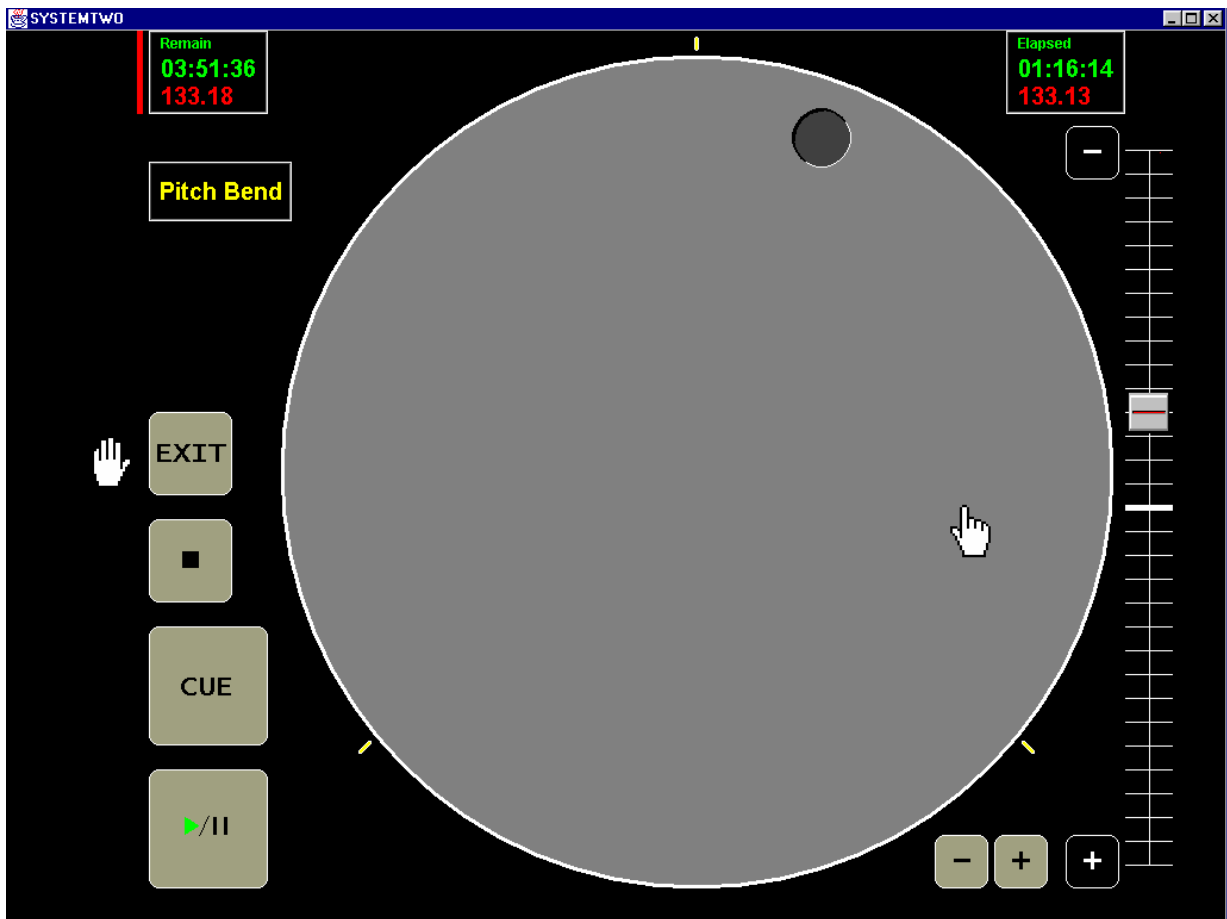 SYSTEMTWO
Remain
03:51:36
133.18
Elapsed
01:16:14
133.13
-
Pitch Bend
EXIT
■
CUE
▶/II
- + +